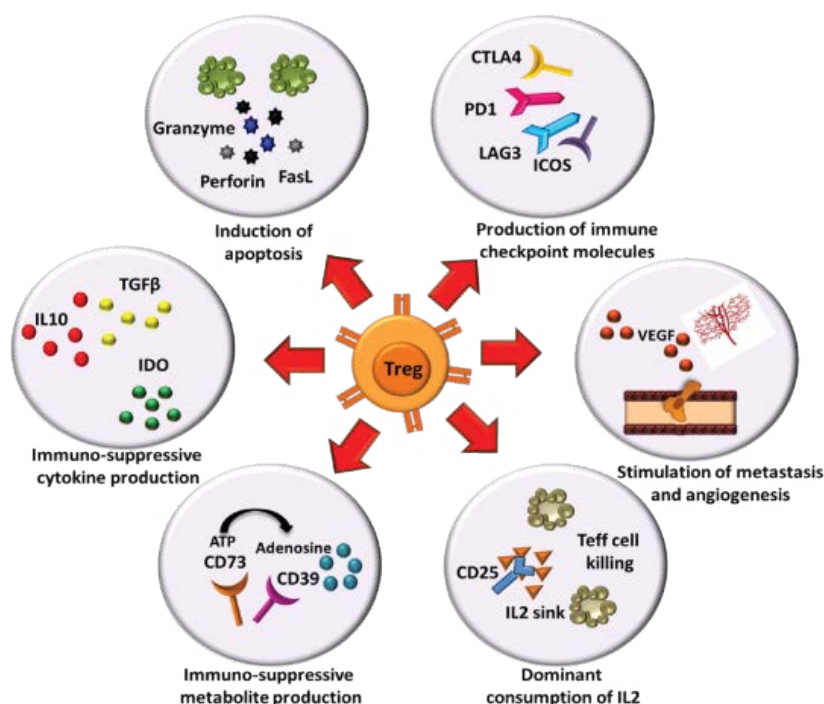 CTLA4
PD1
LAG3
ICOS
Granzyme
Perforin
FasL
Induction of
apoptosis
Production of immune
checkpoint molecules
TGFβ
IL10
IDO
Immuno-suppressive
cytokine production
Treg
VEGF
Stimulation of metastasis
and angiogenesis
ATP
Adenosine
CD73
CD39
Immuno-suppressive
metabolite production
Teff cell
killing
CD25
IL2 sink
Dominant
consumption of IL2